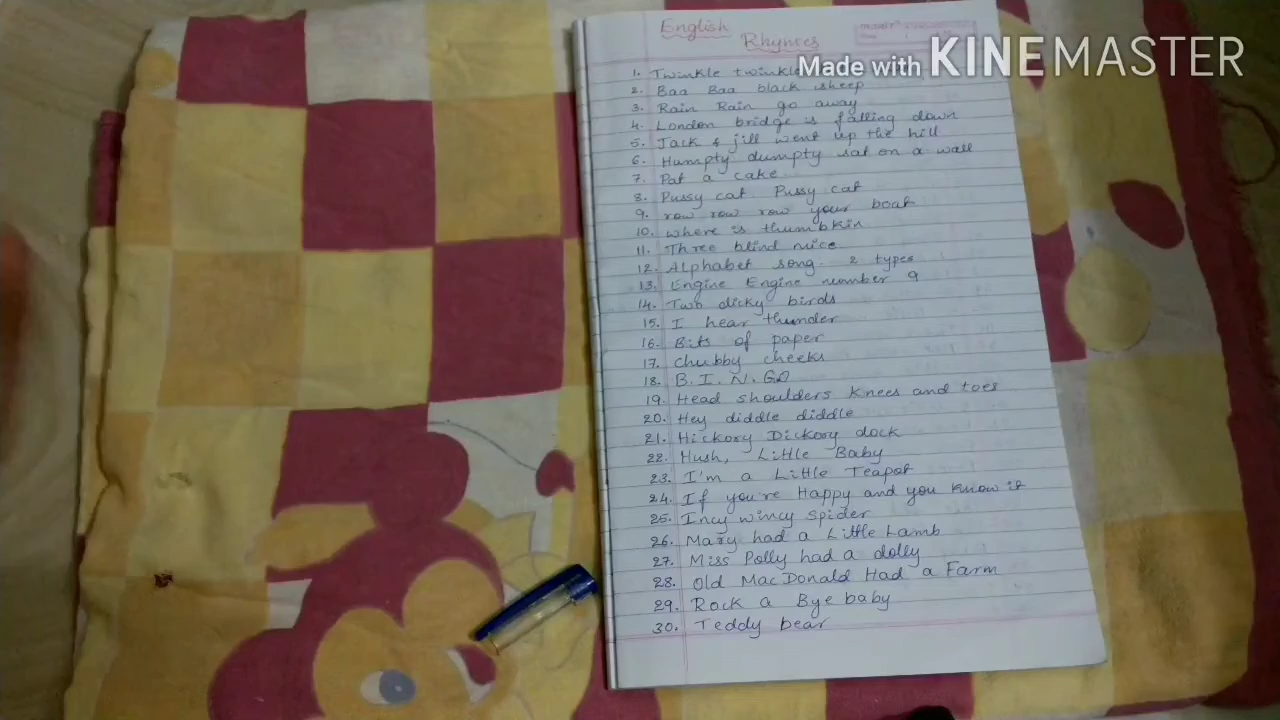 English
Rhymes
Made with KINEMASTER
1. Twinkle twinkle
2. Baa Baa black sheep
3. Rain Rain go away
4. London bridge is falling down
5. Jack & jill went up the hill
6. Humpty dumpty sat on a wall
7. Pat a cake
8. Pussy cat Pussy cat
9. row row row your boat
10. where is thumbkin
11. Three blind mice
12. Alphabet song. 2 types
13. Engine Engine number 9
14. Two dicky birds
15. I hear thunder
16. Bits of paper
17. chubby cheeks
18. B. I. N. G.O
19. Head shoulders knees and toes
20. Hey diddle diddle
21. Hickory Dickory dock
22. Hush, Little Baby
23. I'm a Little Teapot
24. If you're Happy and you know it
25. Incy wincy spider
26. Mary had a Little Lamb
27. Miss Polly had a dolly
28. Old MacDonald Had a Farm
29. Rock a Bye baby
30. Teddy bear